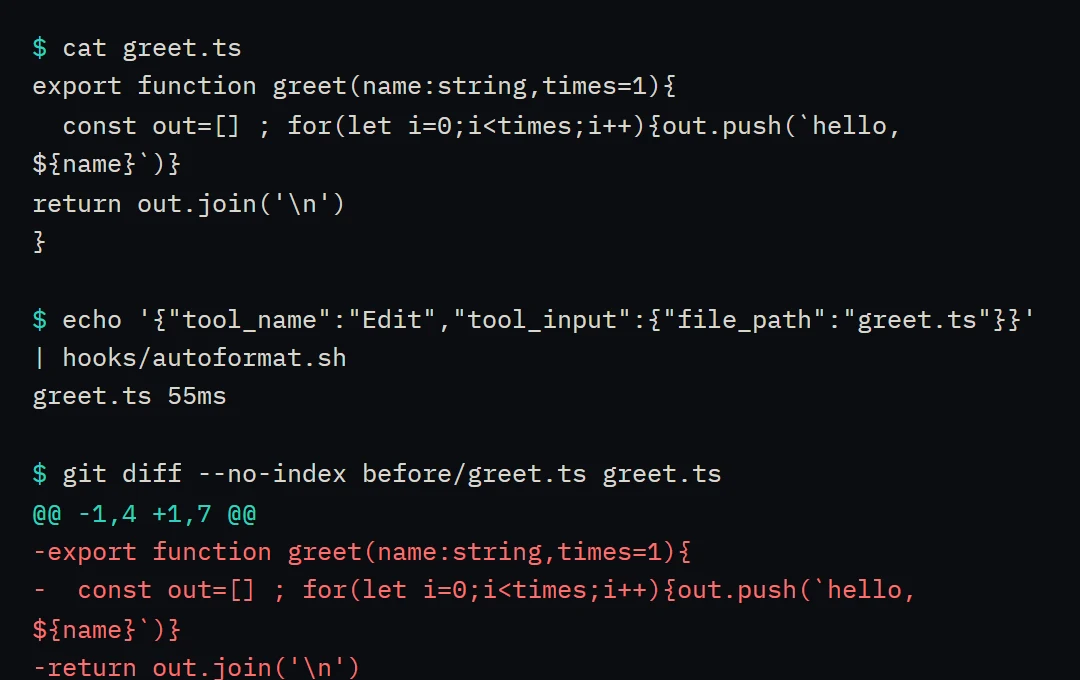 $ cat greet.ts
export function greet(name:string,times=1){
  const out=[] ; for(let i=0;i<times;i++){out.push(`hello,
${name}`)}
return out.join('\n')
}

$ echo '{"tool_name":"Edit","tool_input":{"file_path":"greet.ts"}}'
| hooks/autoformat.sh
greet.ts 55ms

$ git diff --no-index before/greet.ts greet.ts
@@ -1,4 +1,7 @@
-export function greet(name:string,times=1){
-  const out=[] ; for(let i=0;i<times;i++){out.push(`hello,
${name}`)}
-return out.join('\n')